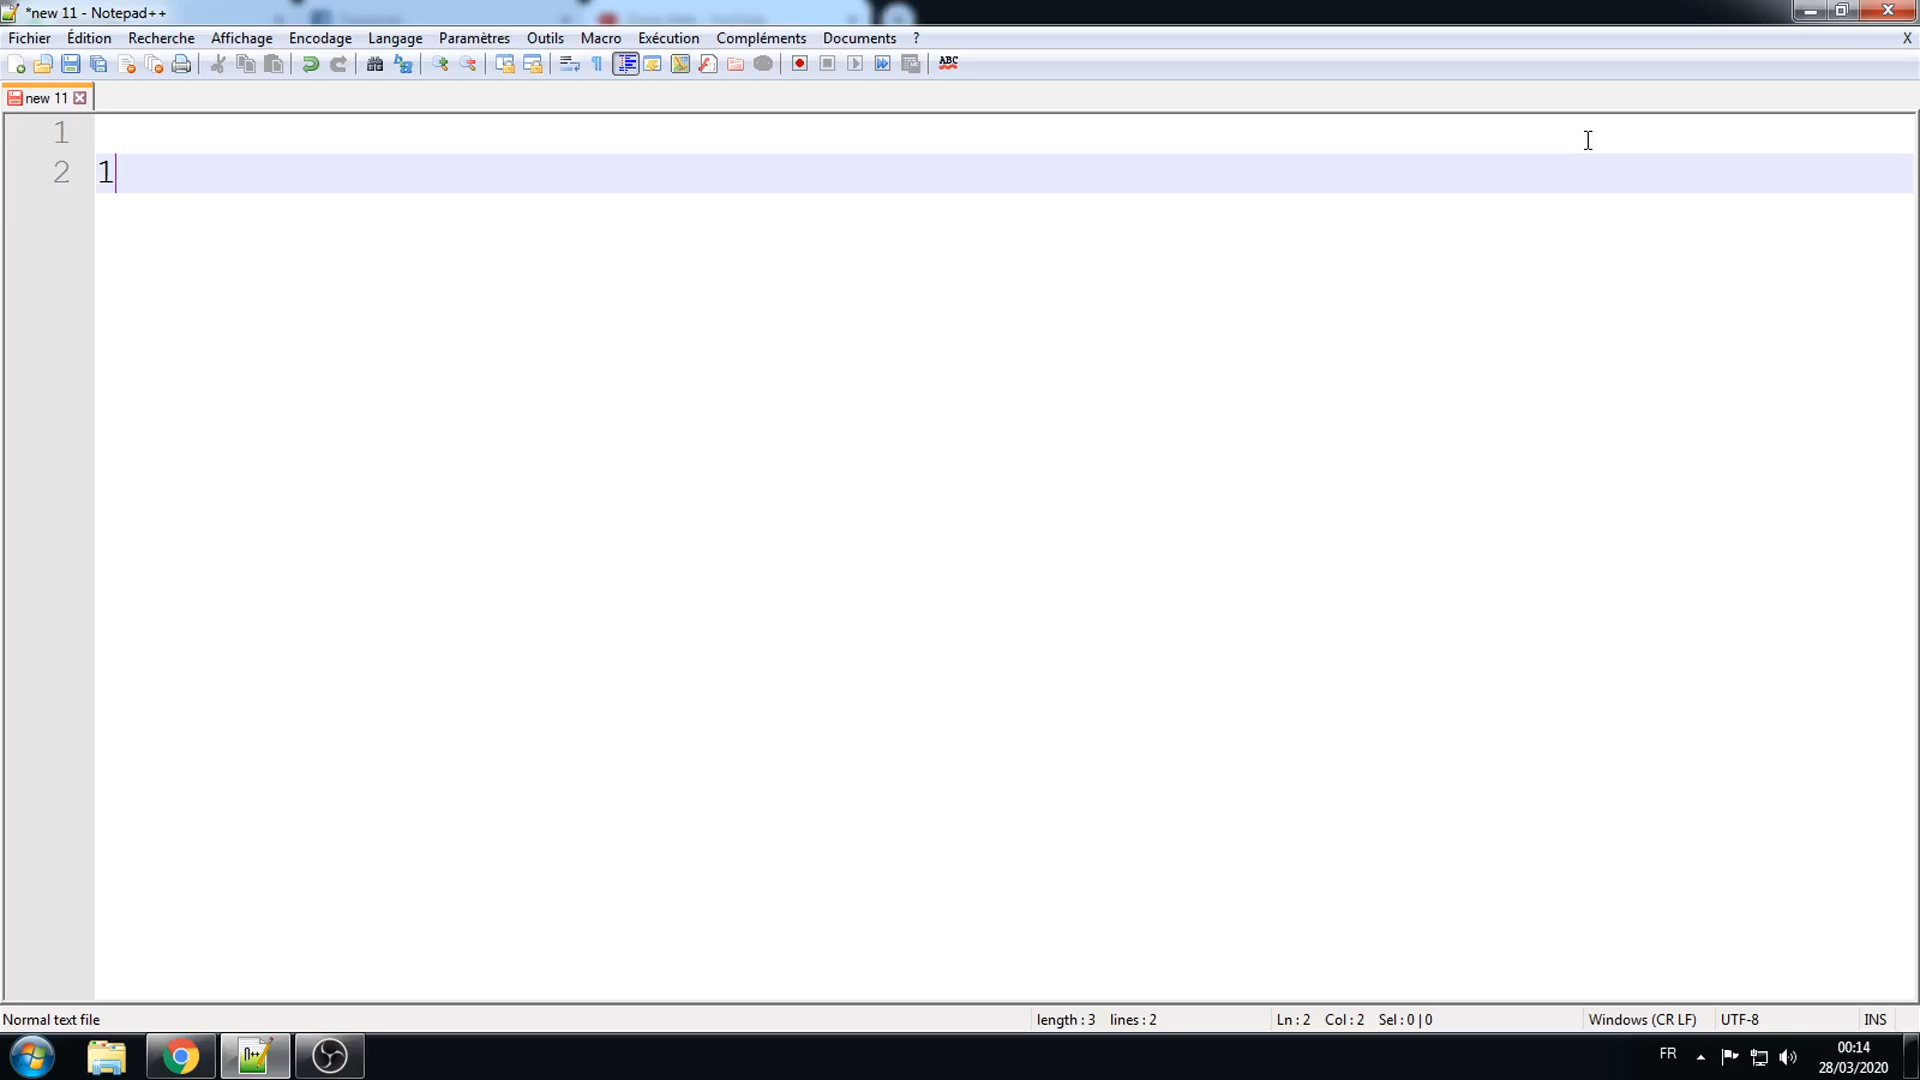 *new 11 - Notepad++
Fichier Édition Recherche Affichage Encodage Langage Paramètres Outils Macro Exécution Compléments Documents ? X
ABC
new 11
1
2 1
Normal text file length : 3 lines : 2 Ln : 2 Col : 2 Sel : 0 | 0 Windows (CR LF) UTF-8 INS
FR 00:14
28/03/2020